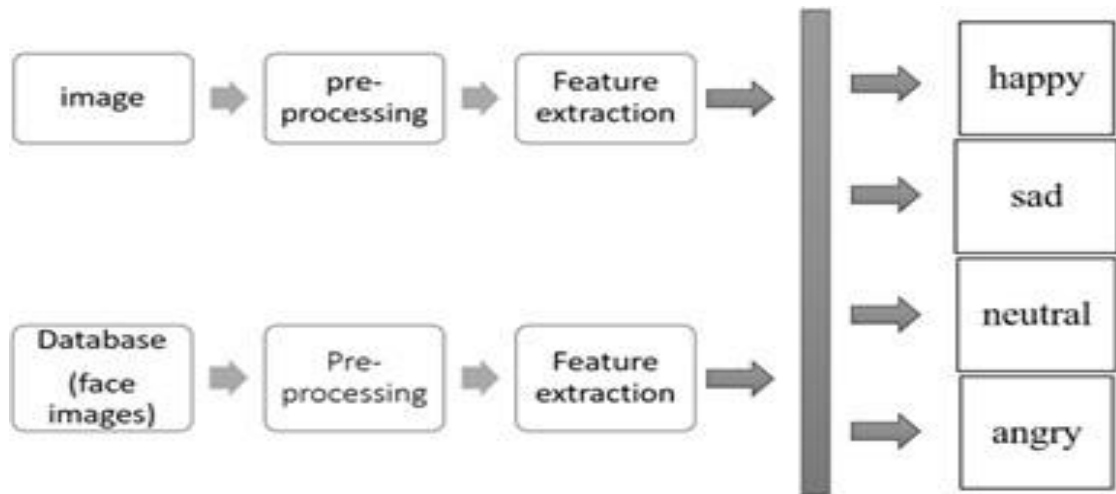 image
pre-
processing
Feature
extraction
happy
sad
Database
(face
images)
Pre-
processing
Feature
extraction
neutral
angry